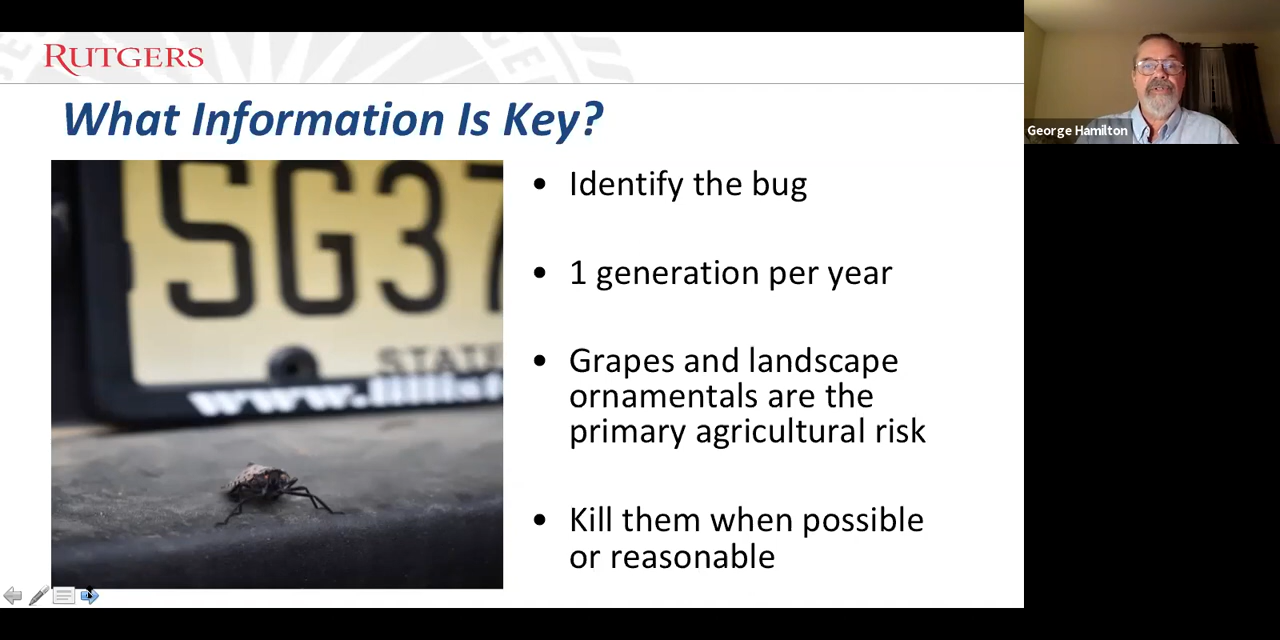 RUTGERS
What Information Is Key?
SG37
STATE
www.
• Identify the bug
• 1 generation per year
• Grapes and landscape
ornamentals are the
primary agricultural risk
• Kill them when possible
or reasonable
George Hamilton